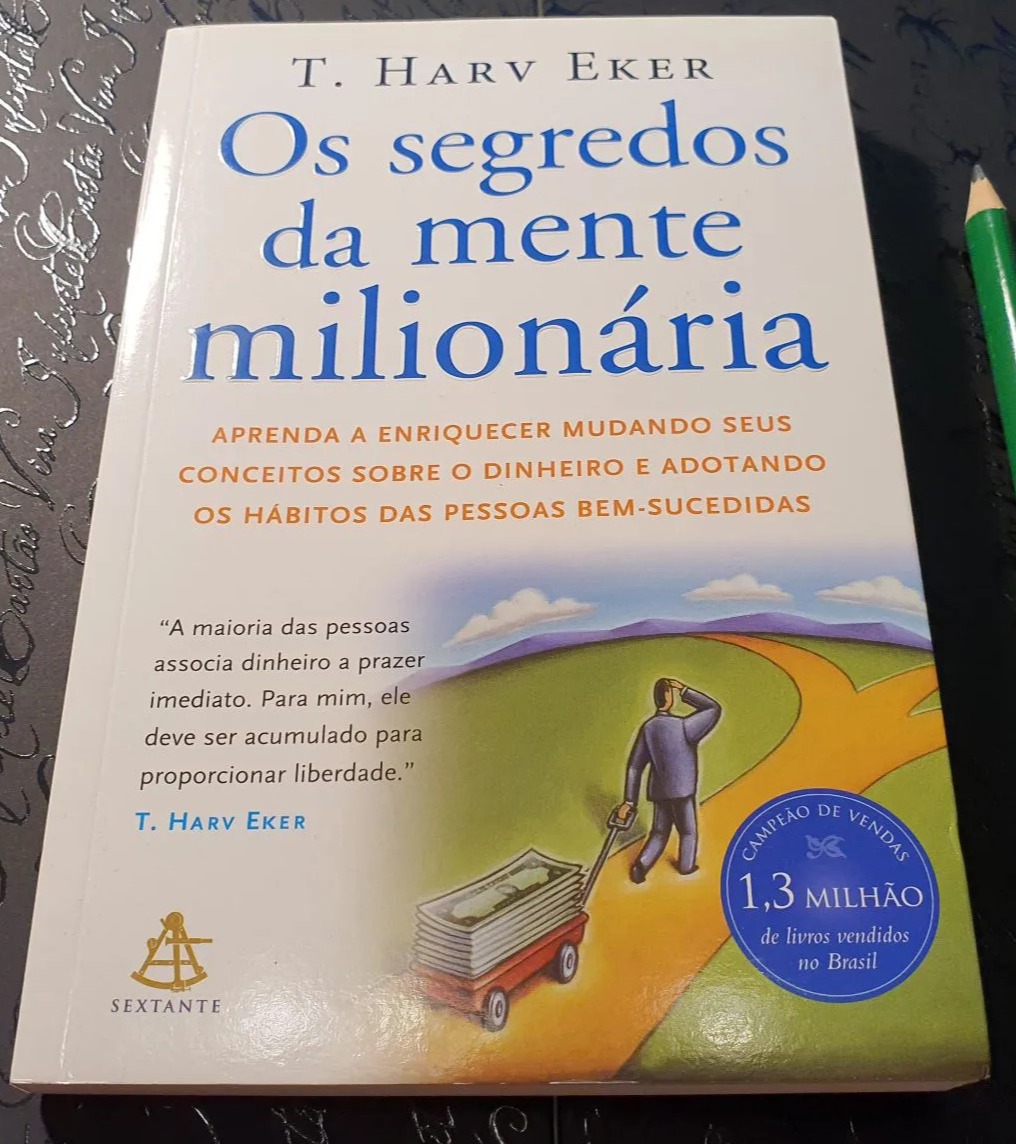 T. HARV EKER
Os segredos
da mente
milionária
APRENDA A ENRIQUECER MUDANDO SEUS
CONCEITOS SOBRE O DINHEIRO E ADOTANDO
OS HÁBITOS DAS PESSOAS BEM-SUCEDIDAS
“A maioria das pessoas
associa dinheiro a prazer
imediato. Para mim, ele
deve ser acumulado para
proporcionar liberdade.”
T. HARV EKER
SEXTANTE
CAMPEÃO DE VENDAS
1,3 MILHÃO
de livros vendidos
no Brasil